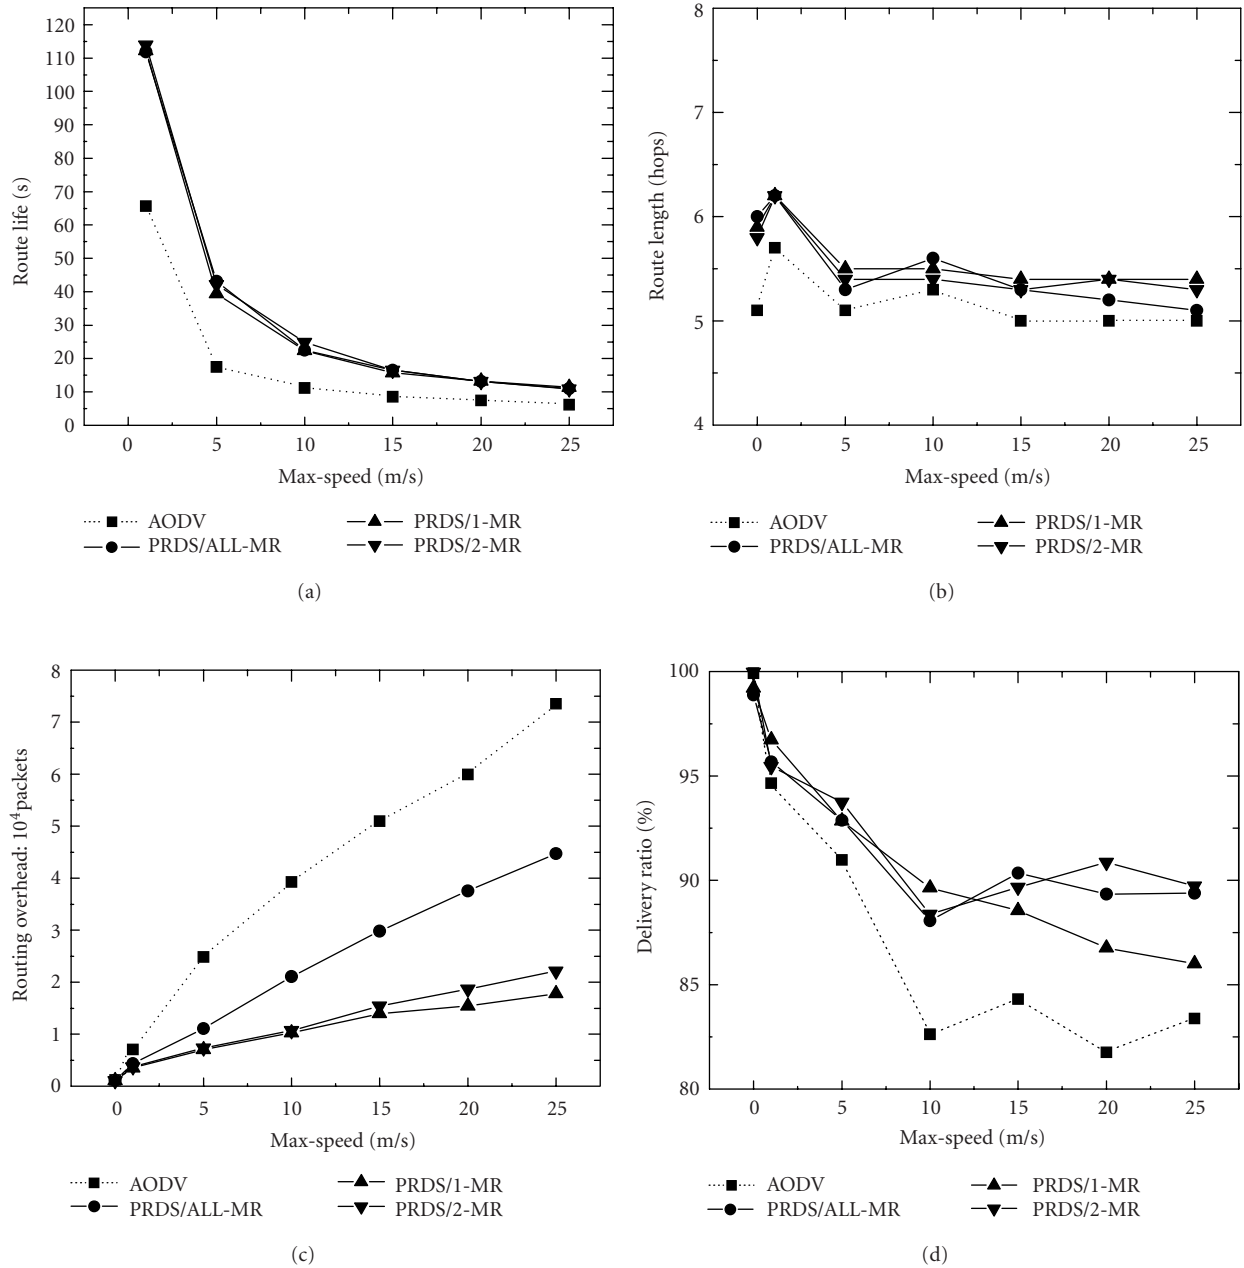 120
110
100
90
80
70
60
50
40
30
20
10
0
Route life (s)
0 5 10 15 20 25
Max-speed (m/s)
AODV
PRDS/ALL-MR
PRDS/1-MR
PRDS/2-MR
(a)
8
7
6
5
4
Route length (hops)
0 5 10 15 20 25
Max-speed (m/s)
AODV
PRDS/ALL-MR
PRDS/1-MR
PRDS/2-MR
(b)
8
7
6
5
4
3
2
1
0
Routing overhead: 10⁴packets
0 5 10 15 20 25
Max-speed (m/s)
AODV
PRDS/ALL-MR
PRDS/1-MR
PRDS/2-MR
(c)
100
95
90
85
80
Delivery ratio (%)
0 5 10 15 20 25
Max-speed (m/s)
AODV
PRDS/ALL-MR
PRDS/1-MR
PRDS/2-MR
(d)